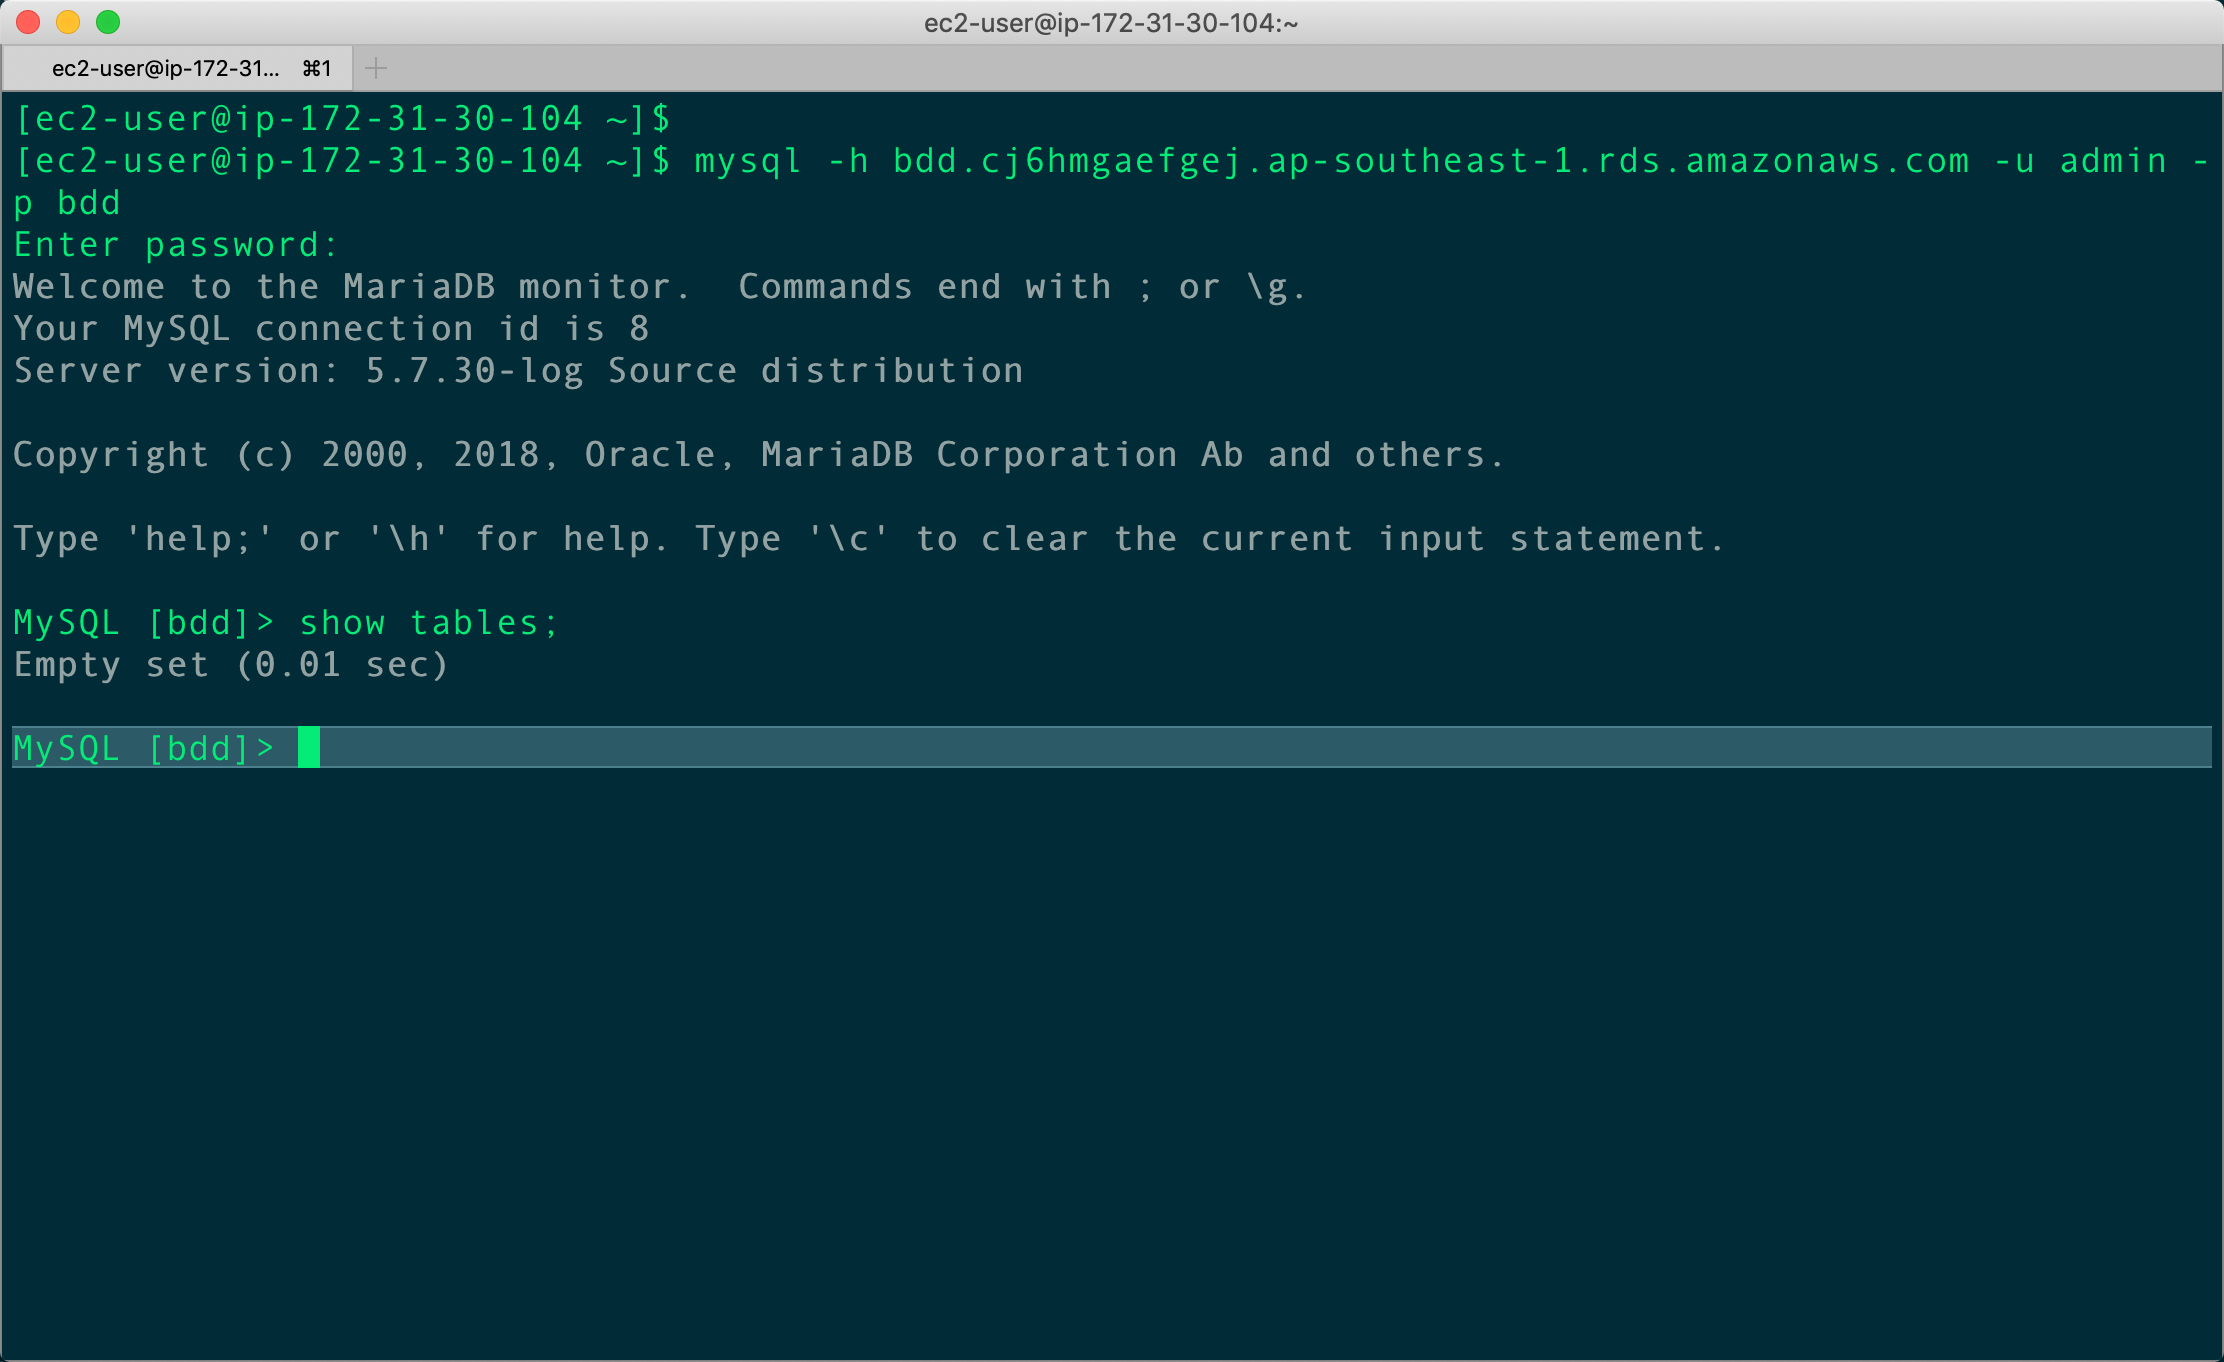 ec2-user@ip-172-31-30-104:~
ec2-user@ip-172-31... ⌘1
[ec2-user@ip-172-31-30-104 ~]$
[ec2-user@ip-172-31-30-104 ~]$ mysql -h bdd.cj6hmgaefgej.ap-southeast-1.rds.amazonaws.com -u admin -
p bdd
Enter password:
Welcome to the MariaDB monitor.  Commands end with ; or \g.
Your MySQL connection id is 8
Server version: 5.7.30-log Source distribution
Copyright (c) 2000, 2018, Oracle, MariaDB Corporation Ab and others.
Type 'help;' or '\h' for help. Type '\c' to clear the current input statement.
MySQL [bdd]> show tables;
Empty set (0.01 sec)
MySQL [bdd]>